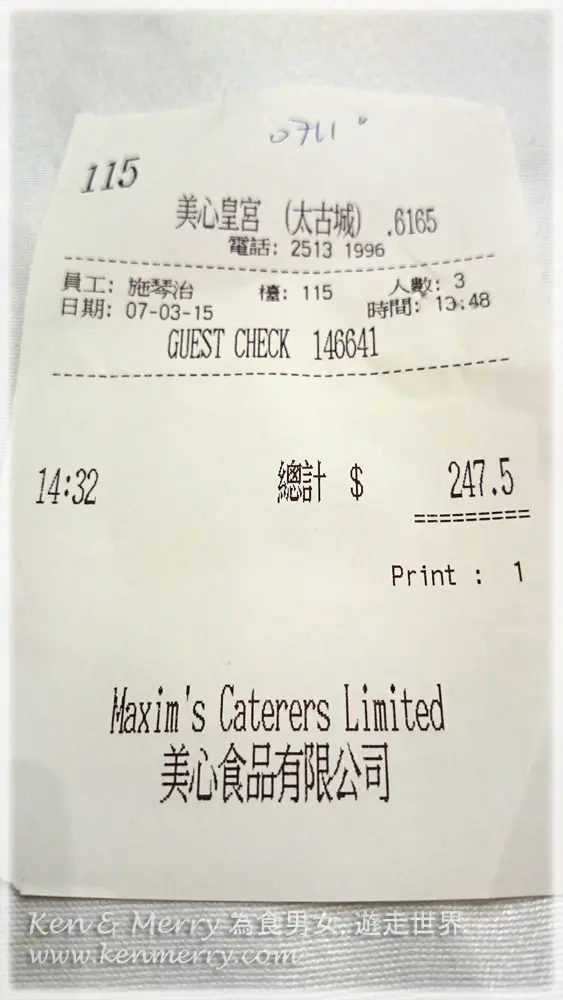 0711
115
美心皇宮 (太古城) .6165
電話: 2513 1996
員工: 施琴治 檯: 115 人數: 3
日期: 07-03-15 時間: 13:48
GUEST CHECK 146641
14:32 總計 $ 247.5
=========
Print : 1
Maxim's Caterers Limited
美心食品有限公司
Ken & Merry 為食男女, 遊走世界.
www.kenmerry.com